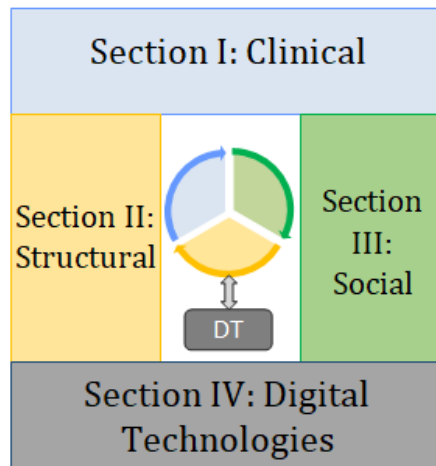 Section I: Clinical
Section II:
Structural
Section
III:
Social
DT
Section IV: Digital
Technologies